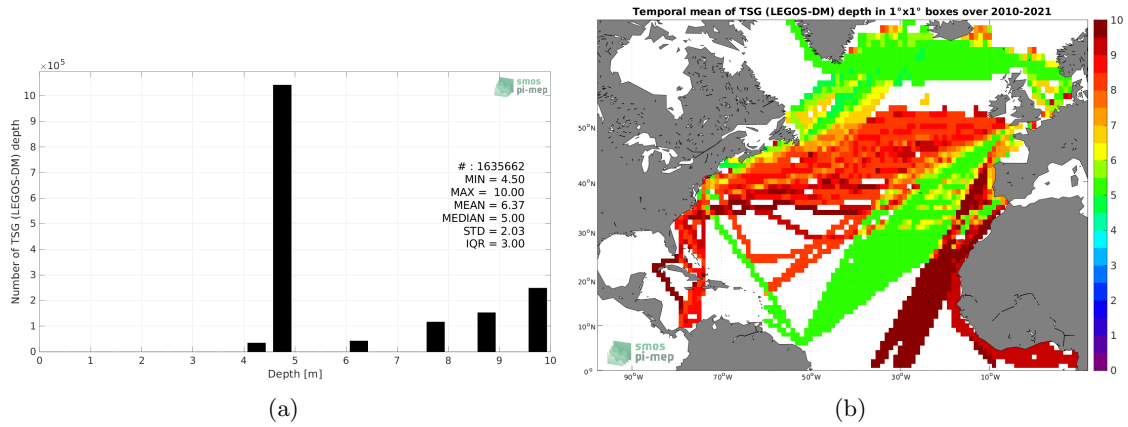 ×10⁵
10
9
8
7
6
5
4
3
2
1
0
Number of TSG (LEGOS-DM) depth
smos
pi-mep
# : 1635662
MIN = 4.50
MAX = 10.00
MEAN = 6.37
MEDIAN = 5.00
STD = 2.03
IQR = 3.00
0 1 2 3 4 5 6 7 8 9 10
Depth [m]
(a)
Temporal mean of TSG (LEGOS-DM) depth in 1°x1° boxes over 2010-2021
50°N
40°N
30°N
20°N
10°N
0°
90°W 70°W 50°W 30°W 10°W
smos
pi-mep
10
9
8
7
6
5
4
3
2
1
0
(b)